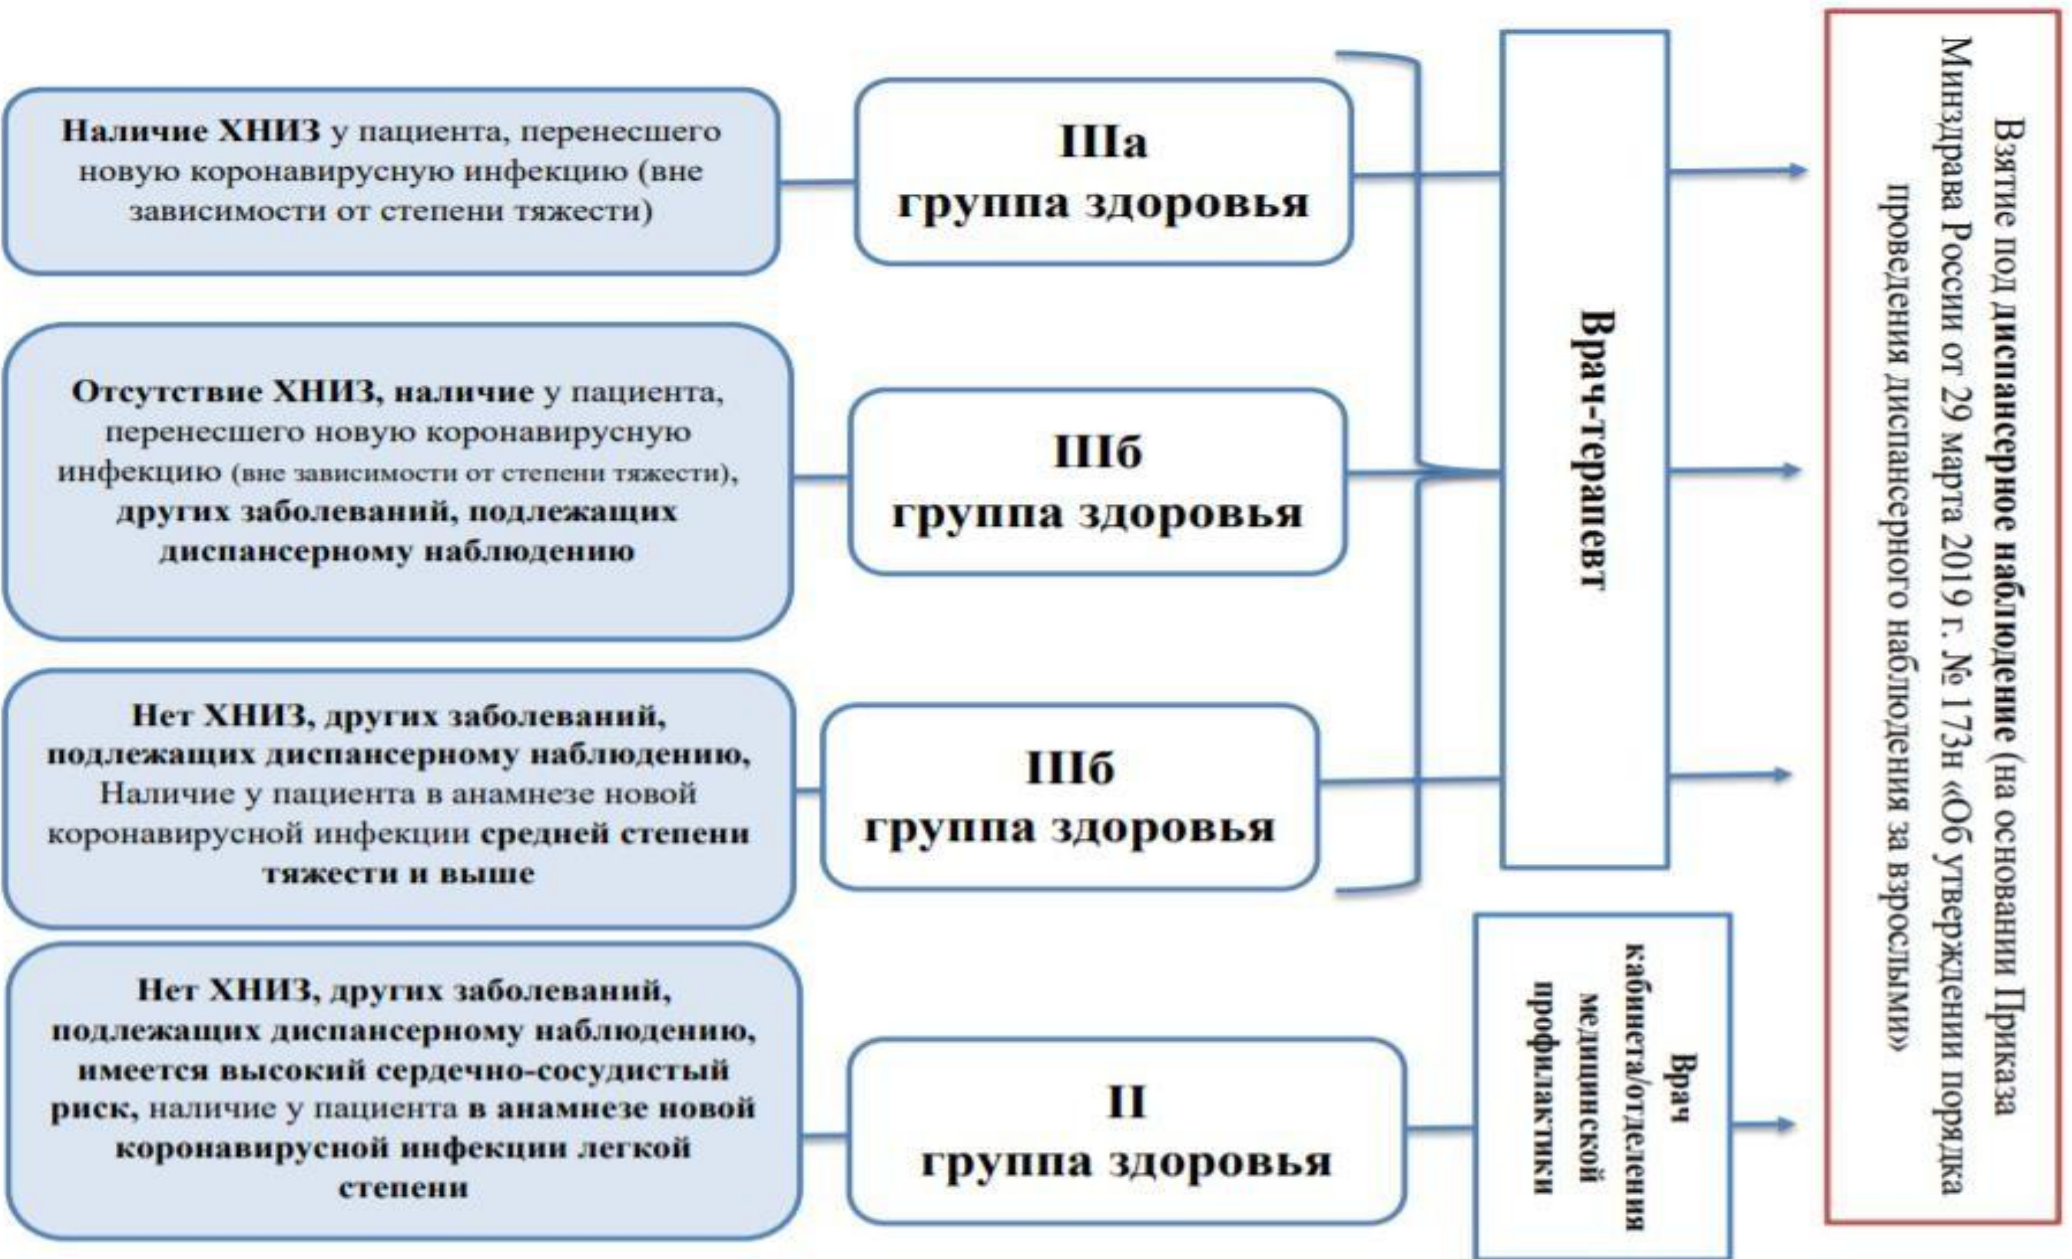 Наличие ХНИЗ у пациента, перенесшего
новую коронавирусную инфекцию (вне
зависимости от степени тяжести)
IIIа
группа здоровья
Отсутствие ХНИЗ, наличие у пациента,
перенесшего новую коронавирусную
инфекцию (вне зависимости от степени тяжести),
других заболеваний, подлежащих
диспансерному наблюдению
IIIб
группа здоровья
Нет ХНИЗ, других заболеваний,
подлежащих диспансерному наблюдению,
Наличие у пациента в анамнезе новой
коронавирусной инфекции средней степени
тяжести и выше
IIIб
группа здоровья
Нет ХНИЗ, других заболеваний,
подлежащих диспансерному наблюдению,
имеется высокий сердечно-сосудистый
риск, наличие у пациента в анамнезе новой
коронавирусной инфекции легкой
степени
II
группа здоровья
Врач-терапевт
Врач
кабинета/отделения
медицинской
профилактики
Взятие под диспансерное наблюдение (на основании Приказа
Минздрава России от 29 марта 2019 г. № 173н «Об утверждении порядка
проведения диспансерного наблюдения за взрослыми»